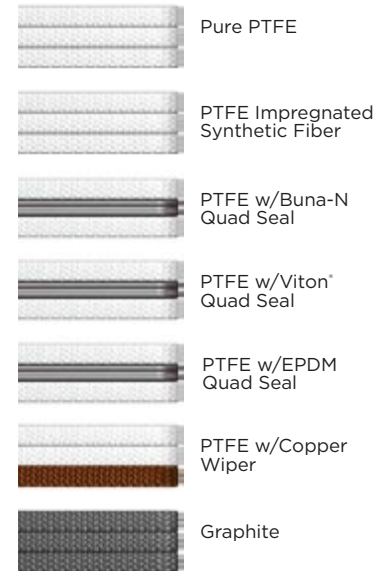 Pure PTFE
PTFE Impregnated
Synthetic Fiber
PTFE w/Buna-N
Quad Seal
PTFE w/Viton®
Quad Seal
PTFE w/EPDM
Quad Seal
PTFE w/Copper
Wiper
Graphite